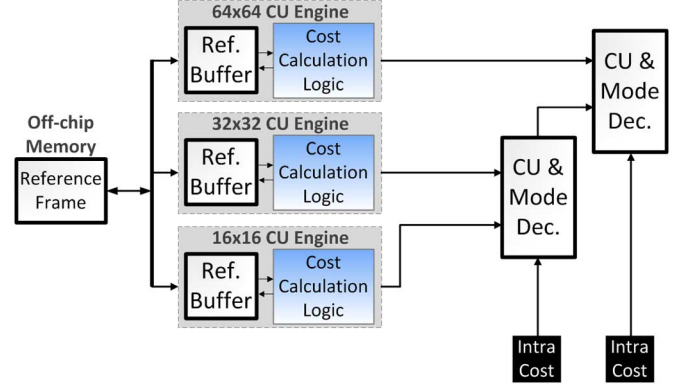 64x64 CU Engine
Ref.
Buffer
Cost
Calculation
Logic
CU &
Mode
Dec.
Off-chip
Memory
Reference
Frame
32x32 CU Engine
Ref.
Buffer
Cost
Calculation
Logic
CU &
Mode
Dec.
16x16 CU Engine
Ref.
Buffer
Cost
Calculation
Logic
Intra
Cost
Intra
Cost